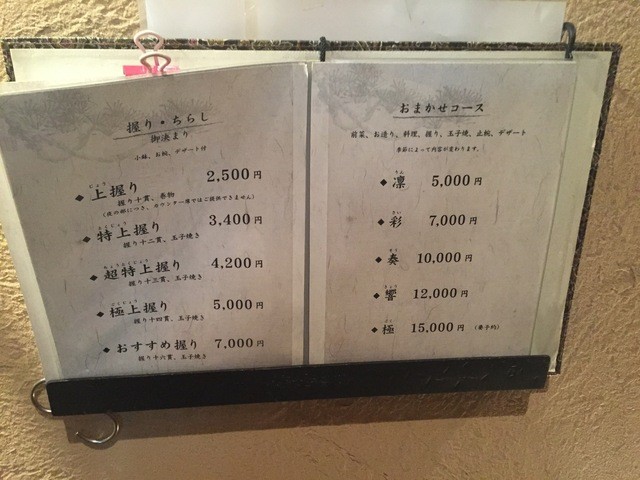 握り・ちらし
御決まり
小鉢、お椀、デザート付
上握り 2,500円
握り十貫、巻物
特上握り 3,400円
握り十二貫、玉子焼き
超特上握り 4,200円
握り十三貫、玉子焼き
極上握り 5,000円
握り十四貫、玉子焼き
おすすめ握り 7,000円
握り十六貫、玉子焼き
おまかせコース
前菜、お造り、料理、握り、玉子焼、止椀、デザート
季節によって内容が変わります。
凛 5,000円
彩 7,000円
奏 10,000円
響 12,000円
極 15,000円 (要予約)